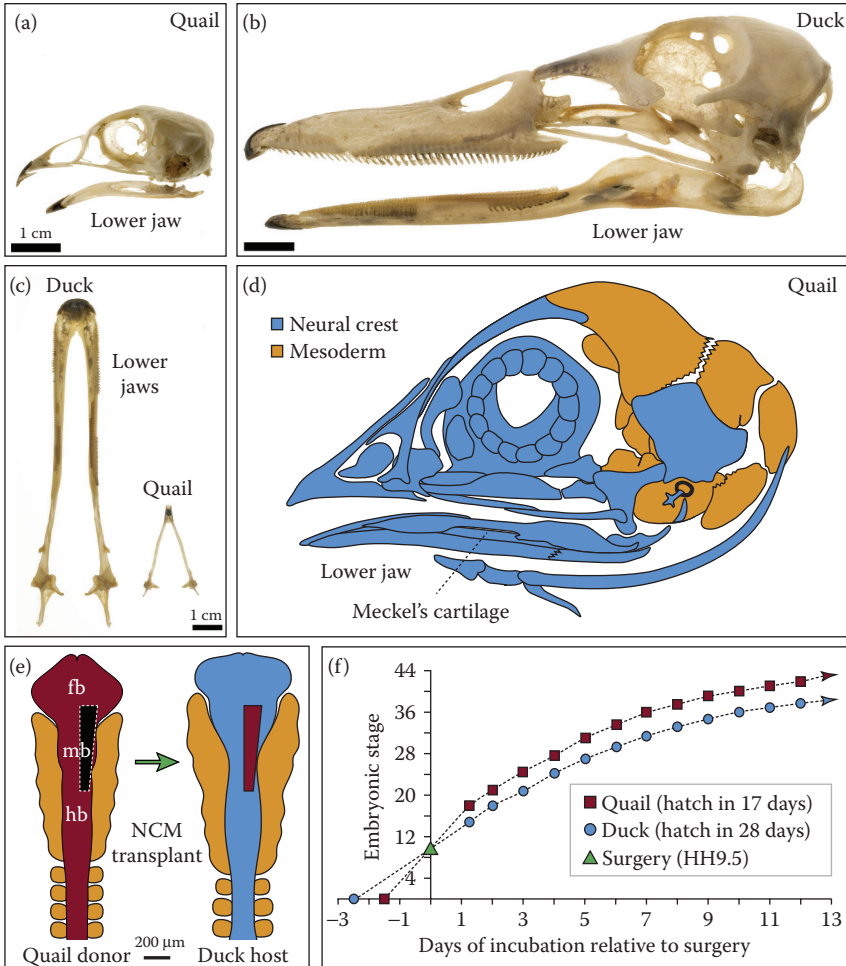 (a) Quail
Lower jaw
1 cm
(b) Duck
Lower jaw
(c) Duck
Lower
jaws
Quail
1 cm
(d) Quail
Neural crest
Mesoderm
Lower jaw
Meckel's cartilage
(e)
fb
mb
hb
NCM
transplant
Quail donor 200 µm Duck host
(f)
44
36
28
20
12
4
Embryonic stage
Quail (hatch in 17 days)
Duck (hatch in 28 days)
Surgery (HH9.5)
−3 −1 1 3 5 7 9 11 13
Days of incubation relative to surgery